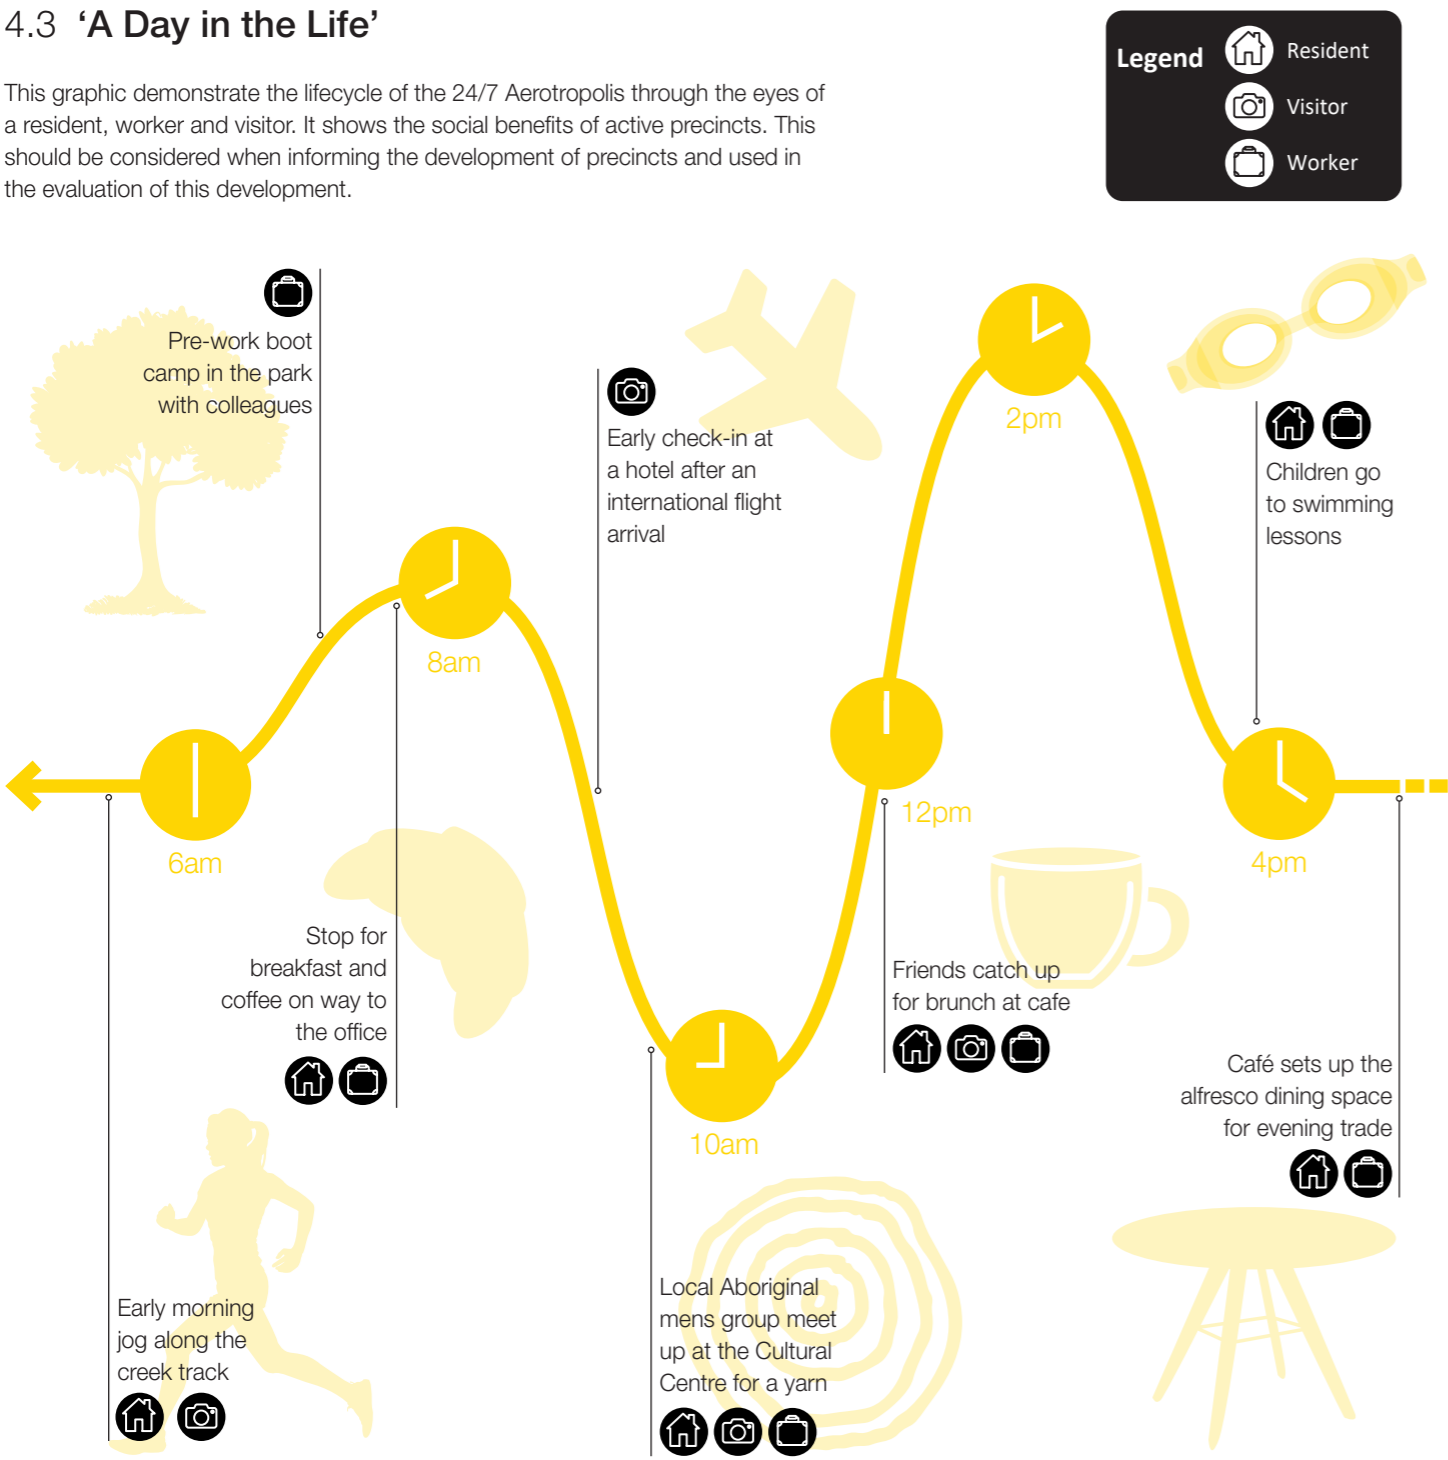 4.3 ‘A Day in the Life’
This graphic demonstrate the lifecycle of the 24/7 Aerotropolis through the eyes of
a resident, worker and visitor. It shows the social benefits of active precincts. This
should be considered when informing the development of precincts and used in
the evaluation of this development.
Legend
Resident
Visitor
Worker
Pre-work boot
camp in the park
with colleagues
Early check-in at
a hotel after an
international flight
arrival
2pm
Children go
to swimming
lessons
8am
6am
12pm
4pm
Stop for
breakfast and
coffee on way to
the office
Friends catch up
for brunch at cafe
Café sets up the
alfresco dining space
for evening trade
10am
Early morning
jog along the
creek track
Local Aboriginal
mens group meet
up at the Cultural
Centre for a yarn